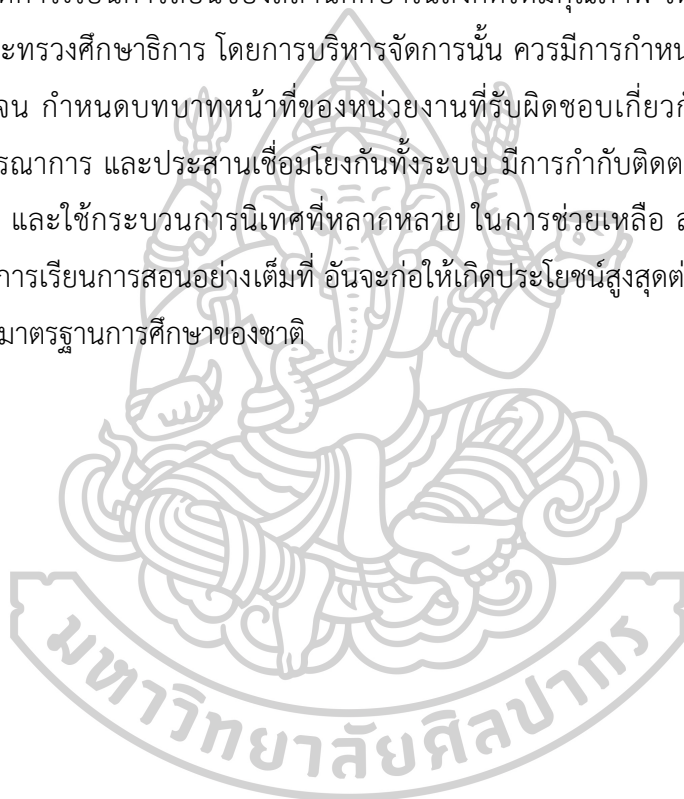 ะทรวงศึกษาธิการ โดยการบริหารจัดการนั้น ควรมีการกำหน
จน กำหนดบทบาทหน้าที่ของหน่วยงานที่รับผิดชอบเกี่ยวก
รณาการ และประสานเชื่อมโยงกันทั้งระบบ มีการกำกับติดต
และใช้กระบวนการนิเทศที่หลากหลาย ในการช่วยเหลือ ส
การเรียนการสอนอย่างเต็มที่ อันจะก่อให้เกิดประโยชน์สูงสุดต่
มาตรฐานการศึกษาของชาติ
มหาวิทยาลัยศิลปากร